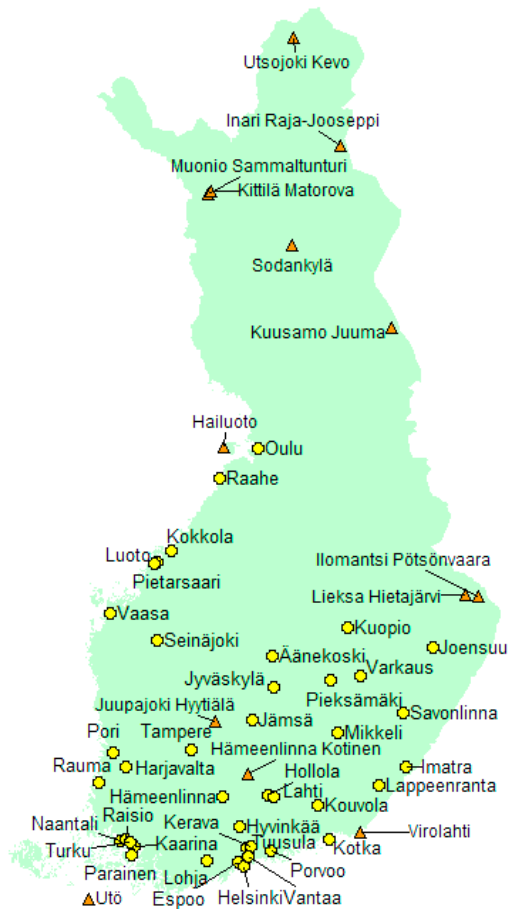 Utsojoki Kevo
Inari Raja-Jooseppi
Muonio Sammaltunturi
Kittilä Matorova
Sodankylä
Kuusamo Juuma
Hailuoto
Oulu
Raahe
Kokkola
Luoto
Pietarsaari
Ilomantsi Pötsönvaara
Lieksa Hietajärvi
Vaasa
Kuopio
Seinäjoki
Joensuu
Äänekoski
Varkaus
Jyväskylä
Pieksämäki
Juupajoki Hyytiälä
Savonlinna
Jämsä
Pori
Tampere
Mikkeli
Hämeenlinna Kotinen
Rauma
Harjavalta
Hollola
Imatra
Lappeenranta
Hämeenlinna
Lahti
Kouvola
Naantali
Raisio
Kerava
Hyvinkää
Virolahti
Turku
Kaarina
Tuusula
Kotka
Parainen
Lohja
Porvoo
Utö
Espoo
Helsinki
Vantaa